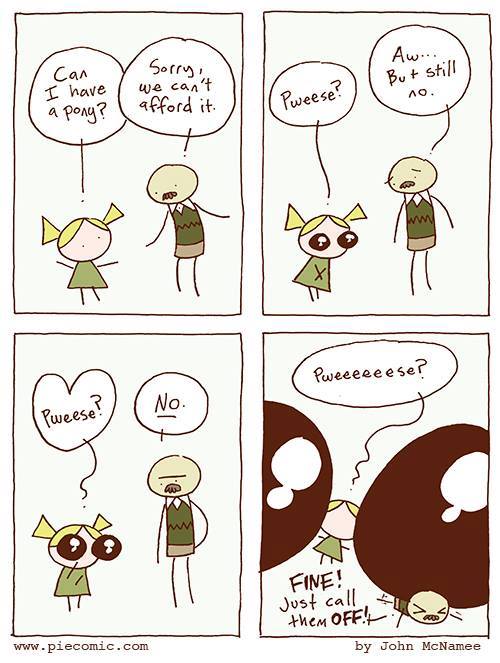 Can
I have
a pony?
Sorry,
we can't
afford it.
Pweese?
Aw...
But still
no.
Pweese?
No.
Pweeeeeese?
FINE!
Just call
them OFF!
www.piecomic.com
by John McNamee